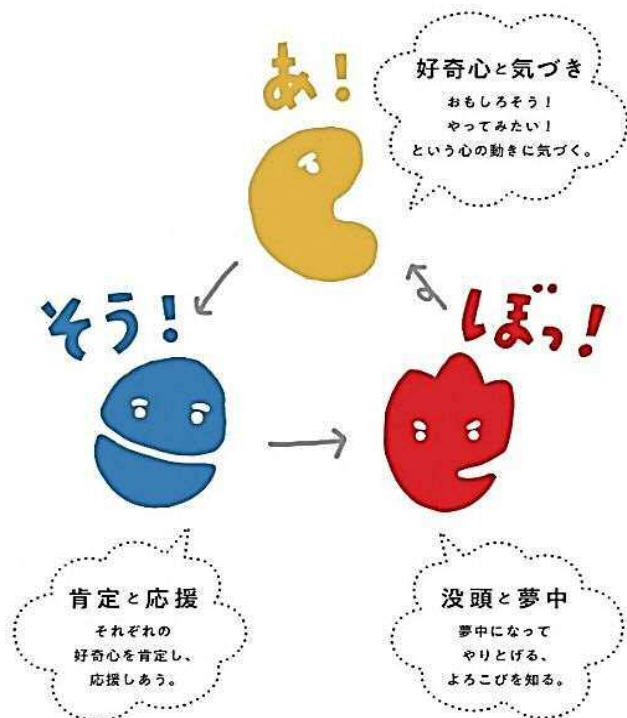 あ！
好奇心と気づき
おもしろそう！
やってみたい！
という心の動きに気づく。
そう！
ぼっ！
肯定と応援
それぞれの
好奇心を肯定し、
応援しあう。
没頭と夢中
夢中になって
やりとげる、
よろこびを知る。